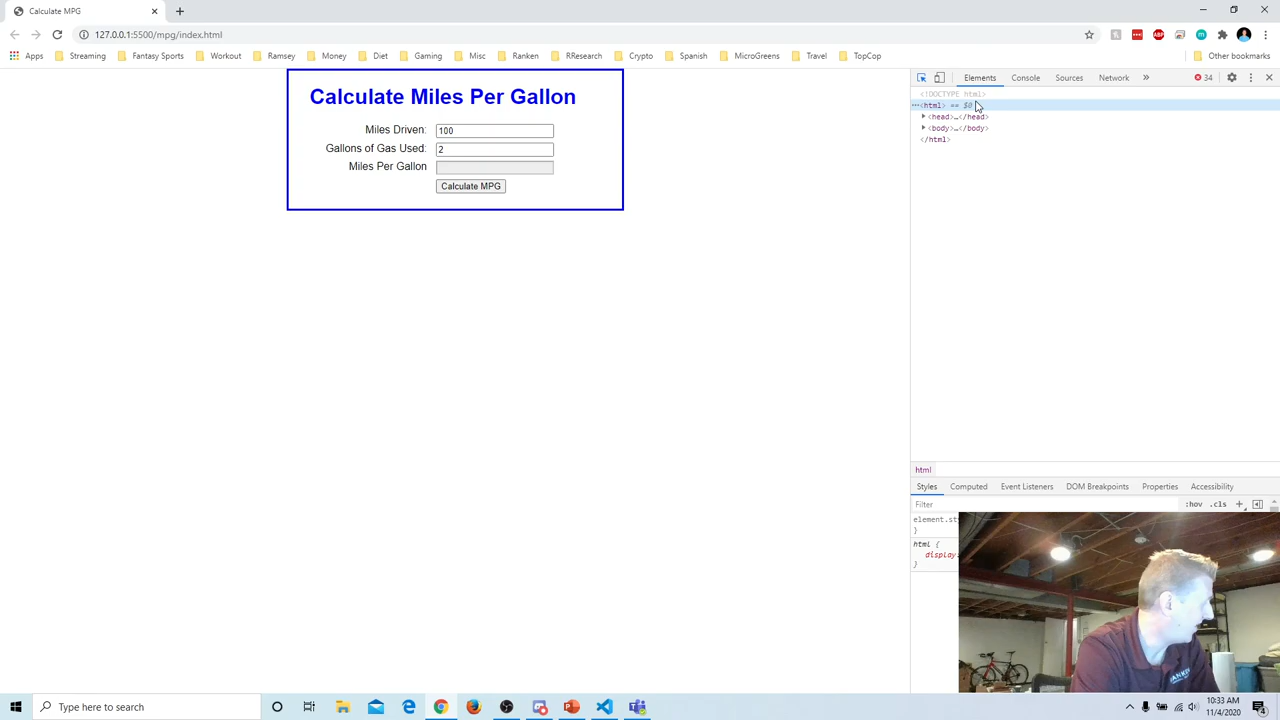 Calculate MPG
127.0.0.1:5500/mpg/index.html
Apps Streaming Fantasy Sports Workout Ramsey Money Diet Gaming Misc Ranken RResearch Crypto Spanish MicroGreens Travel TopCop Other bookmarks
Calculate Miles Per Gallon
Miles Driven: 100
Gallons of Gas Used: 2
Miles Per Gallon
Calculate MPG
Elements Console Sources Network » 34
<!DOCTYPE html>
…<html> == $0
<head>…</head>
<body>…</body>
</html>
html
Styles Computed Event Listeners DOM Breakpoints Properties Accessibility
Filter :hov .cls +
element.sty
}
html {
display:
}
Type here to search
10:33 AM
11/4/2020
4